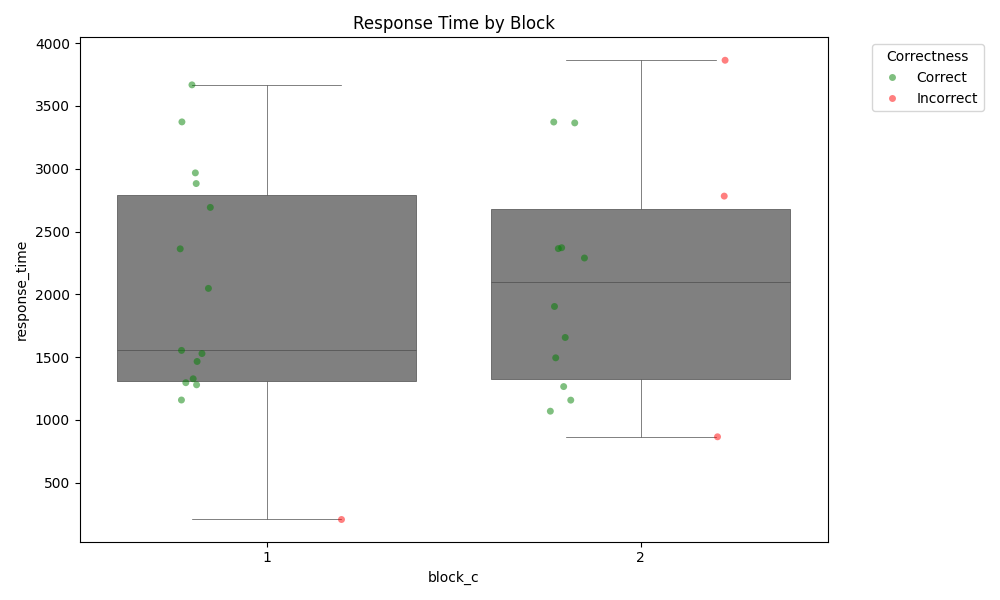 Response Time by Block
Correctness
Correct
Incorrect
response_time
4000
3500
3000
2500
2000
1500
1000
500
1
2
block_c